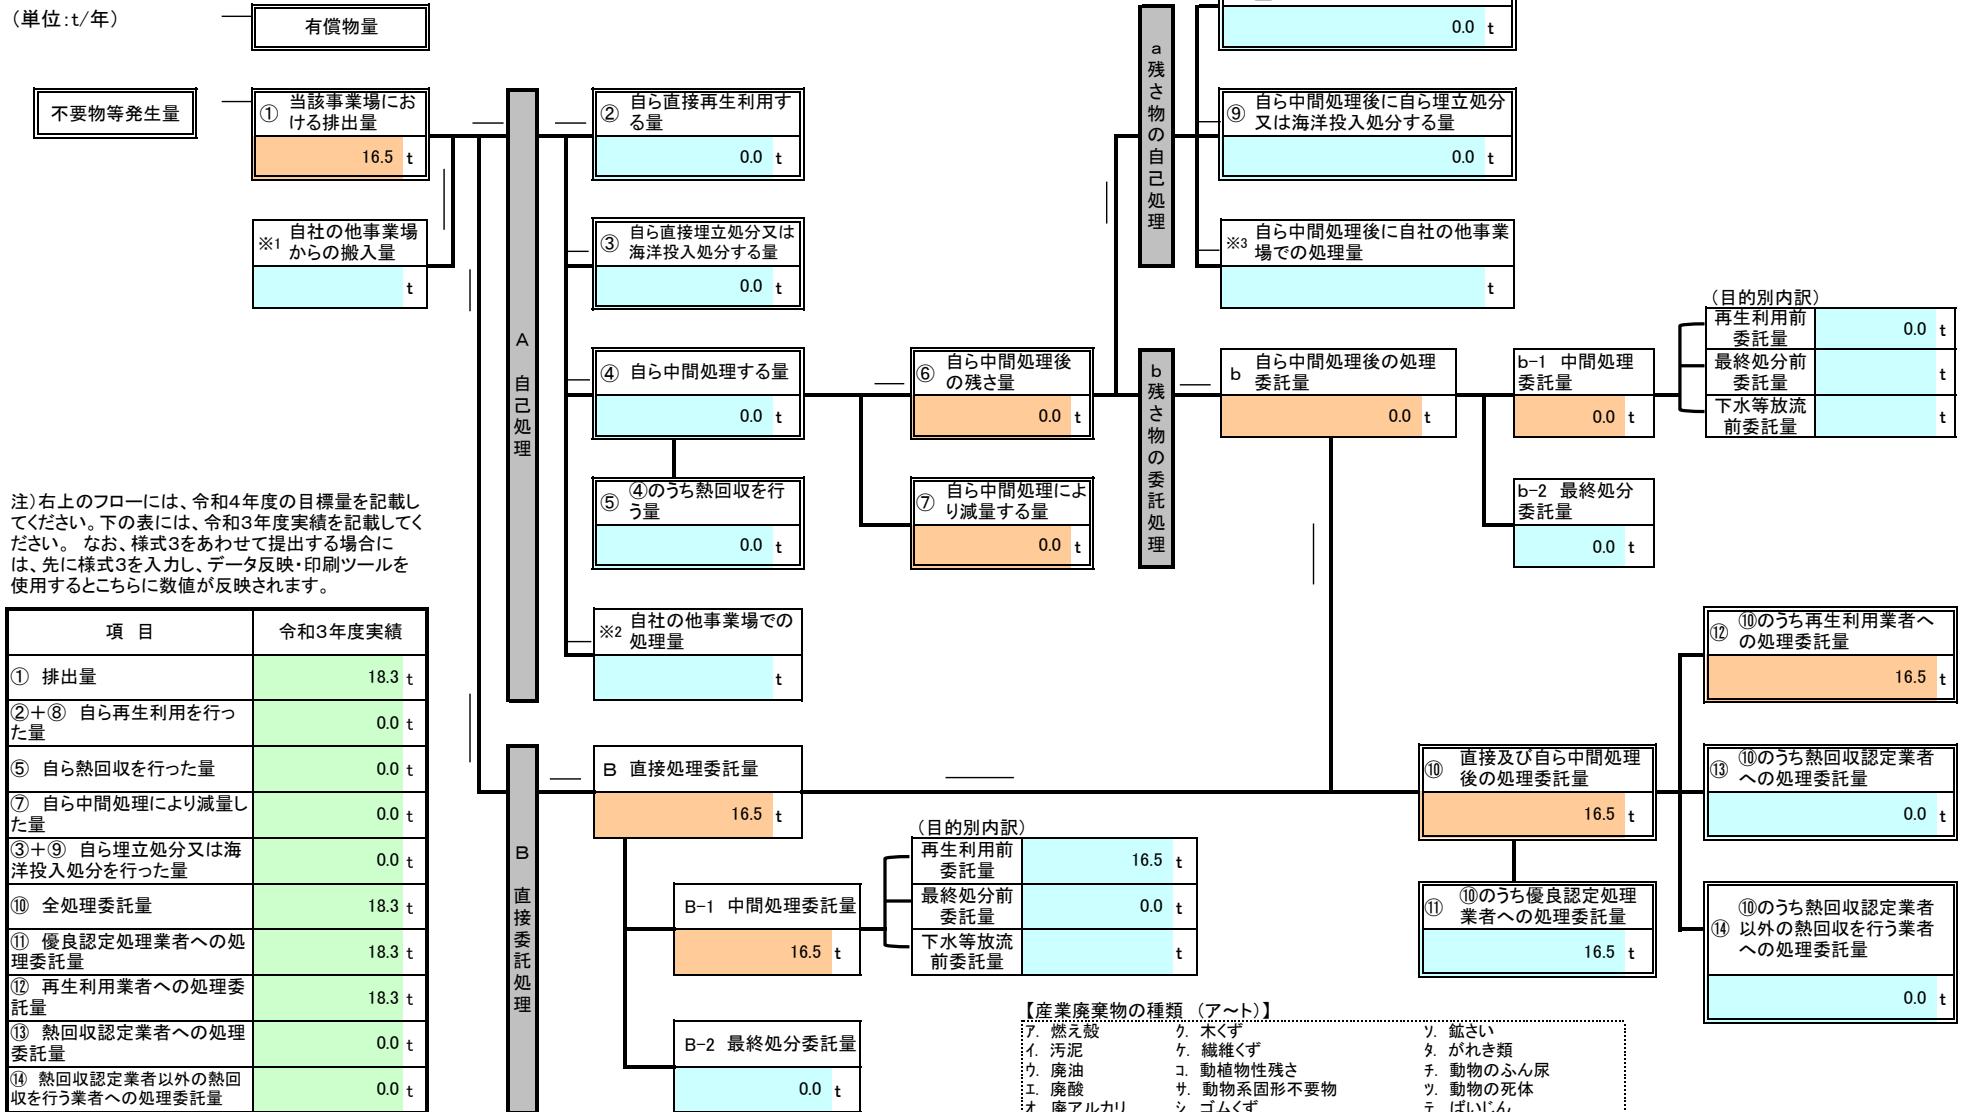 (単位:t/年)
有償物量
0.0 t
不要物等発生量
① 当該事業場にお
ける排出量
16.5 t
※1 自社の他事業場
からの搬入量
t
A 自己処理
② 自ら直接再生利用す
る量
0.0 t
③ 自ら直接埋立処分又は
海洋投入処分する量
0.0 t
④ 自ら中間処理する量
0.0 t
⑤ ④のうち熱回収を行
う量
0.0 t
※2 自社の他事業場での
処理量
t
⑥ 自ら中間処理後
の残さ量
0.0 t
⑦ 自ら中間処理によ
り減量する量
0.0 t
a 残さ物の自己処理
⑨ 自ら中間処理後に自ら埋立処分
又は海洋投入処分する量
0.0 t
※3 自ら中間処理後に自社の他事業
場での処理量
t
b 残さ物の委託処理
b 自ら中間処理後の処理
委託量
0.0 t
b-1 中間処理
委託量
0.0 t
(目的別内訳)
再生利用前
委託量
0.0 t
最終処分前
委託量
t
下水等放流
前委託量
t
b-2 最終処分
委託量
0.0 t
注)右上のフローには、令和4年度の目標量を記載し
てください。下の表には、令和3年度実績を記載してく
ださい。 なお、様式3をあわせて提出する場合に
は、先に様式3を入力し、データ反映・印刷ツールを
使用するとこちらに数値が反映されます。
項 目 令和3年度実績
① 排出量 18.3 t
②+⑧ 自ら再生利用を行っ
た量 0.0 t
⑤ 自ら熱回収を行った量 0.0 t
⑦ 自ら中間処理により減量し
た量 0.0 t
③+⑨ 自ら埋立処分又は海
洋投入処分を行った量 0.0 t
⑩ 全処理委託量 18.3 t
⑪ 優良認定処理業者への処
理委託量 18.3 t
⑫ 再生利用業者への処理委
託量 18.3 t
⑬ 熱回収認定業者への処理
委託量 0.0 t
⑭ 熱回収認定業者以外の熱回
収を行う業者への処理委託量 0.0 t
B 直接委託処理
B 直接処理委託量
16.5 t
B-1 中間処理委託量
16.5 t
(目的別内訳)
再生利用前
委託量
16.5 t
最終処分前
委託量
0.0 t
下水等放流
前委託量
t
B-2 最終処分委託量
0.0 t
⑩ 直接及び自ら中間処理
後の処理委託量
16.5 t
⑪ ⑩のうち優良認定処理
業者への処理委託量
16.5 t
⑫ ⑩のうち再生利用業者へ
の処理委託量
16.5 t
⑬ ⑩のうち熱回収認定業者
への処理委託量
0.0 t
⑭ ⑩のうち熱回収認定業者
以外の熱回収を行う業者
への処理委託量
0.0 t
【産業廃棄物の種類 (ア~ト)】
ア. 燃え殻 ク. 木くず ソ. 鉱さい
イ. 汚泥 ケ. 繊維くず タ. がれき類
ウ. 廃油 コ. 動植物性残さ チ. 動物のふん尿
エ. 廃酸 サ. 動物系固形不要物 ツ. 動物の死体
オ. 廃アルカリ シ. ゴムくず テ. ばいじん